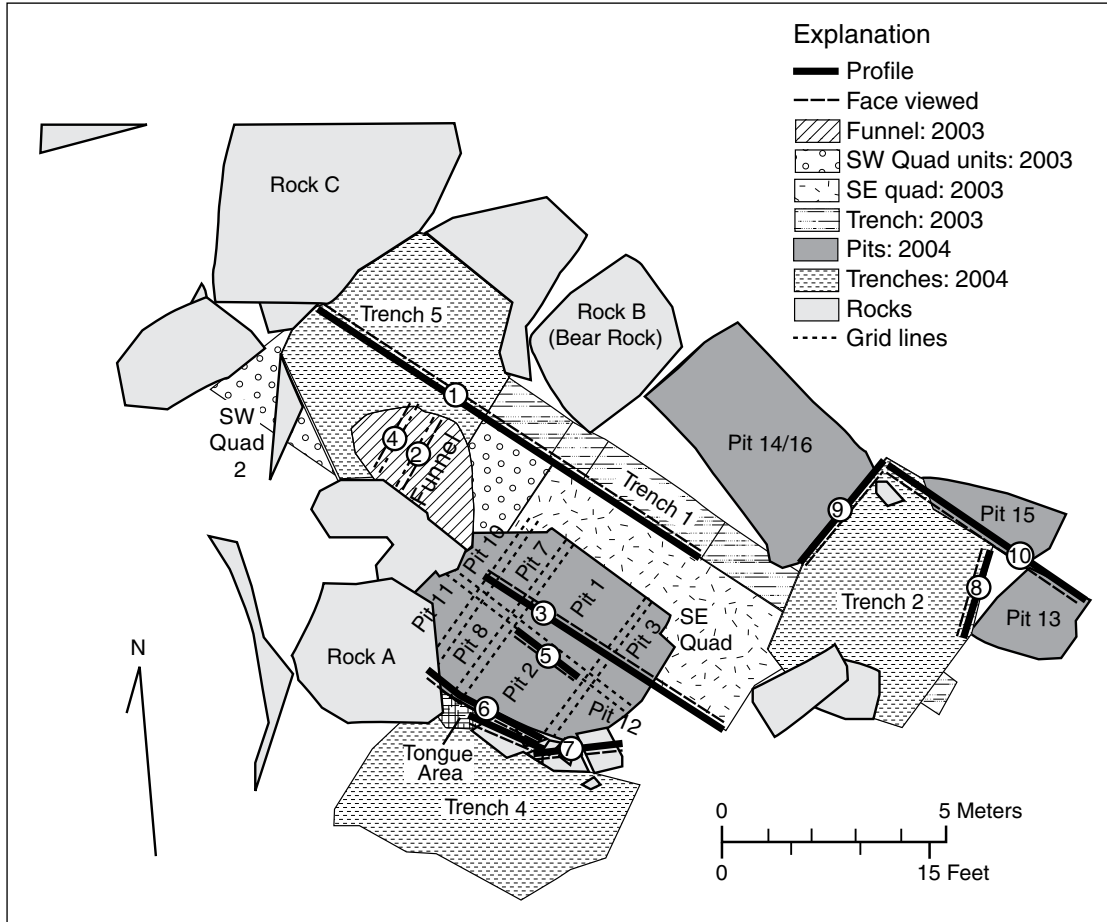 Explanation
Profile
Face viewed
Funnel: 2003
SW Quad units: 2003
SE quad: 2003
Trench: 2003
Pits: 2004
Trenches: 2004
Rocks
Grid lines
Rock C
Trench 5
Rock B
(Bear Rock)
1
SW
Quad
2
4
2
Funnel
Pit 14/16
Trench 1
9
Pit 15
10
Pit 10
Pit 7
Pit 1
Pit 11
3
Pit 3
SE
Quad
Trench 2
8
Pit 13
Pit 8
5
Rock A
Pit 2
N
6
Pit 12
7
Tongue
Area
Trench 4
0 5 Meters
0 15 Feet